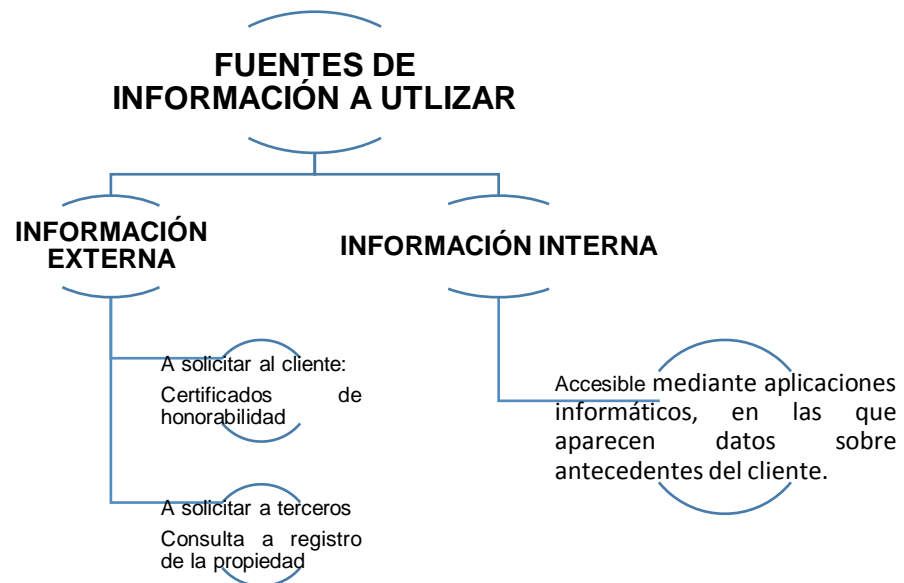 FUENTES DE
INFORMACIÓN A UTLIZAR
INFORMACIÓN
EXTERNA
INFORMACIÓN INTERNA
A solicitar al cliente:
Certificados de
honorabilidad
A solicitar a terceros
Consulta a registro
de la propiedad
Accesible mediante aplicaciones
informáticos, en las que
aparecen datos sobre
antecedentes del cliente.